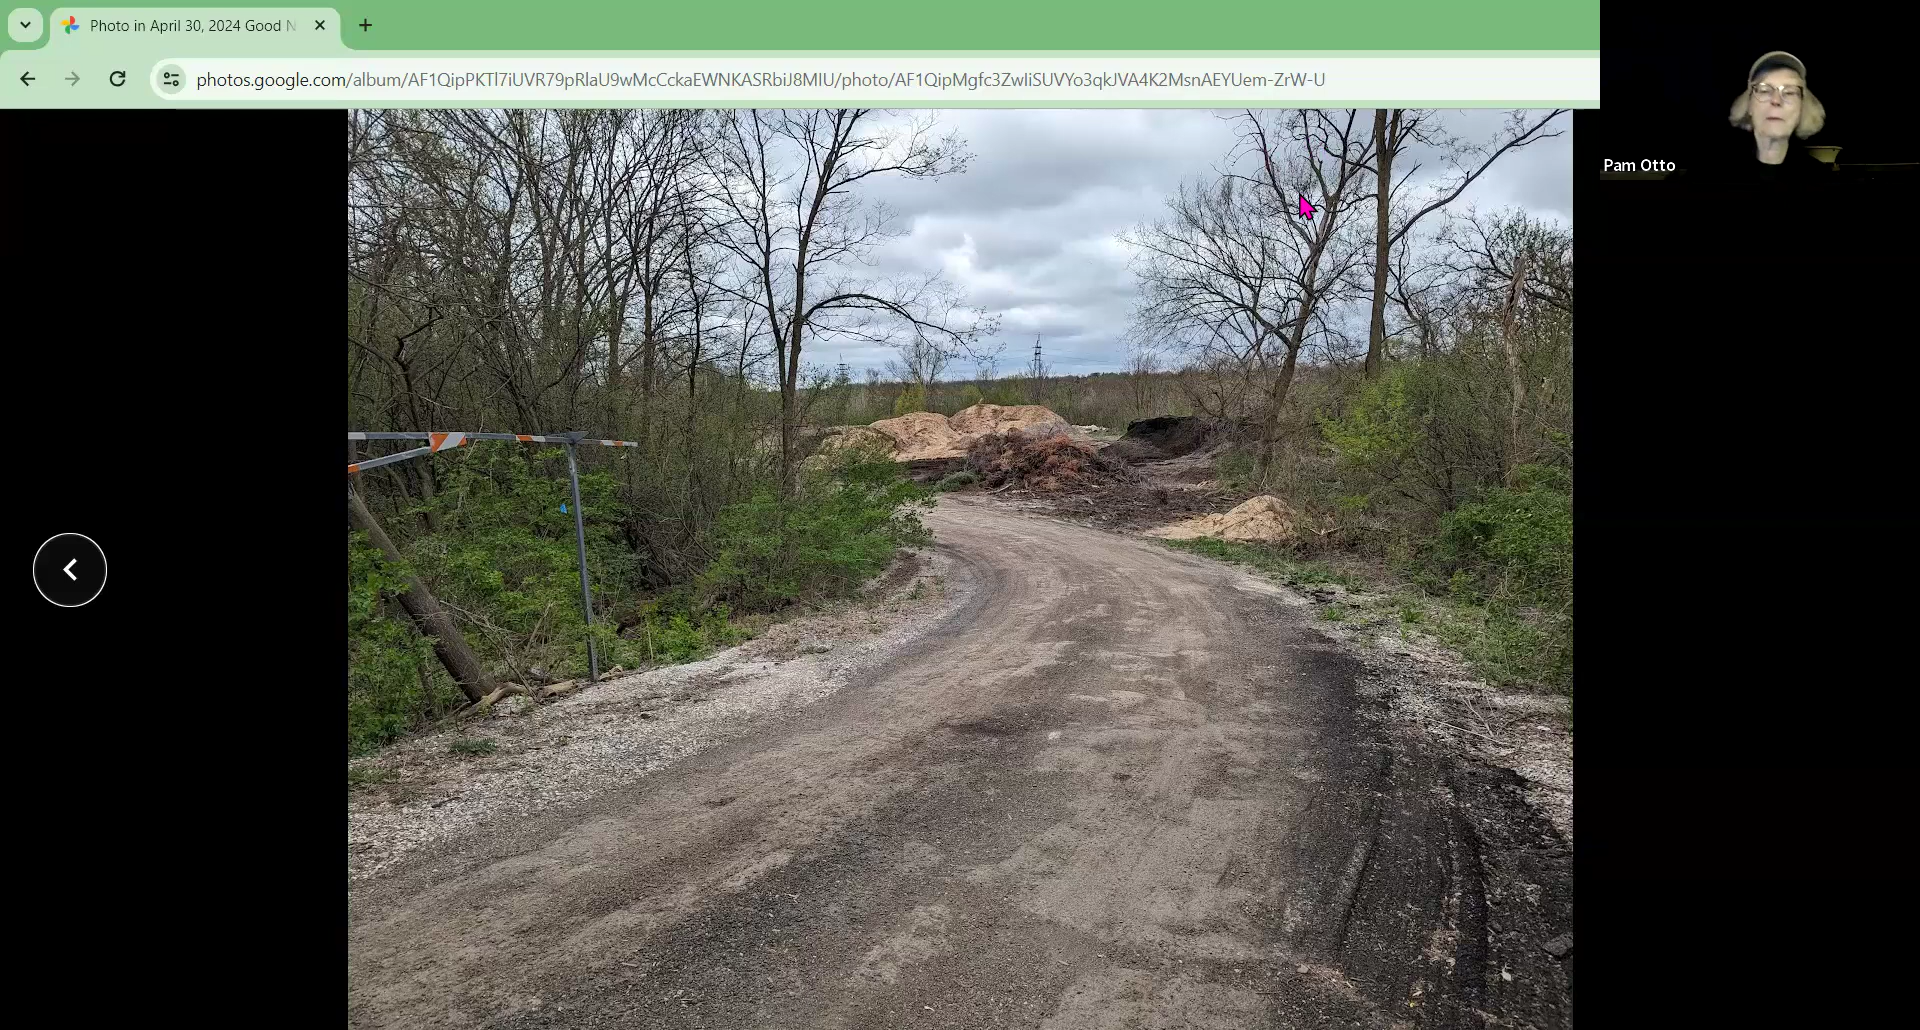 Photo in April 30, 2024 Good N
photos.google.com/album/AF1QipPKTl7iUVR79pRlaU9wMcCckaEWNKASRbiJ8MIU/photo/AF1QipMgfc3ZwIiSUVYo3qkJVA4K2MsnAEYUem-ZrW-U
Pam Otto